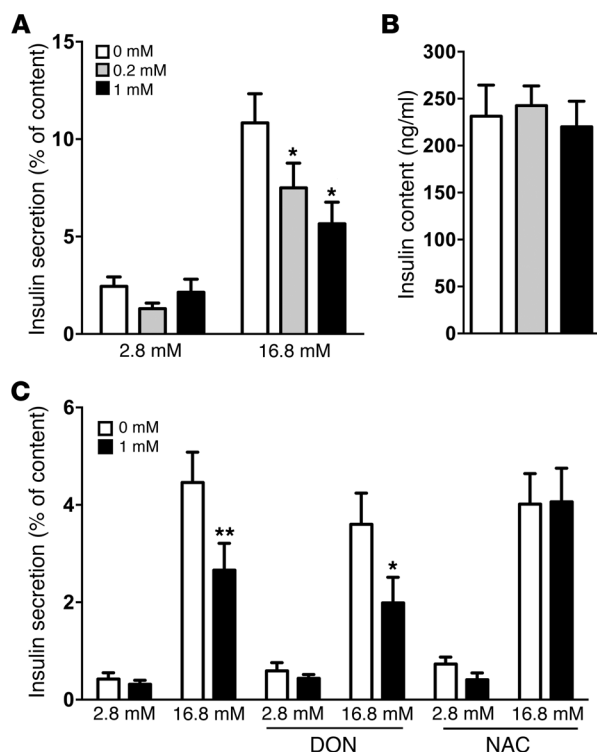 A
Insulin secretion (% of content)
15
10
5
0
0 mM
0.2 mM
1 mM
*
*
2.8 mM
16.8 mM
B
Insulin content (ng/ml)
300
250
200
150
100
50
0
C
Insulin secretion (% of content)
6
4
2
0
0 mM
1 mM
**
*
2.8 mM 16.8 mM 2.8 mM 16.8 mM 2.8 mM 16.8 mM
DON NAC